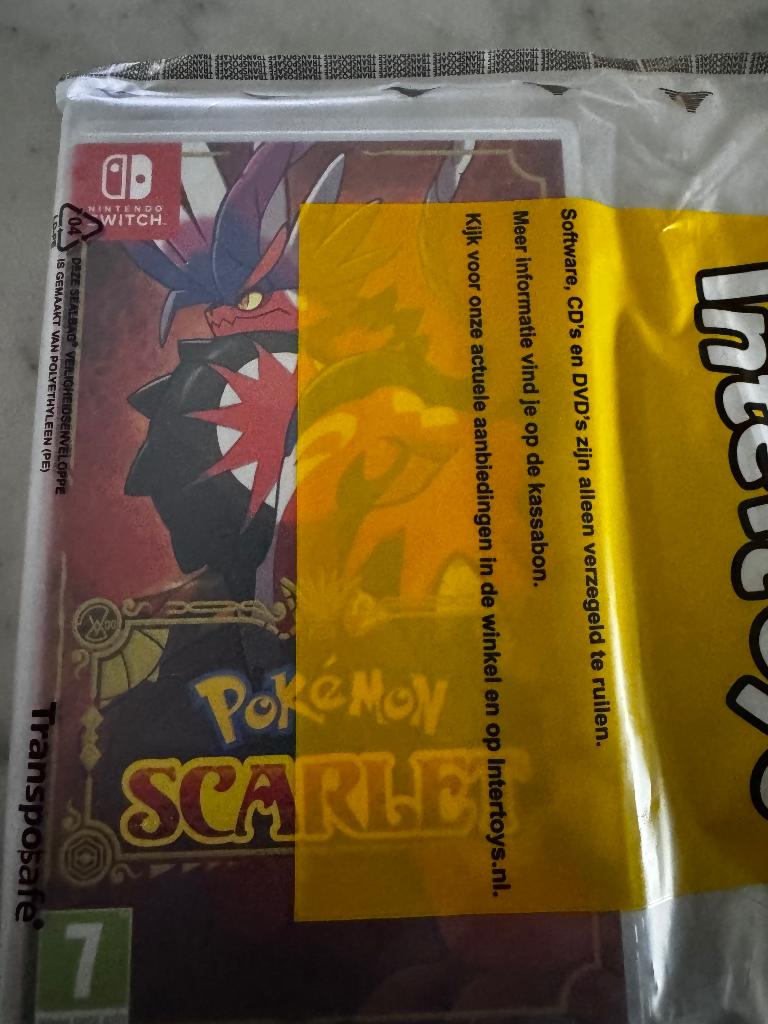 NINTENDO
SWITCH
04
DEZE SEALBAG® VEILIGHEIDSENVELOPPE
IS GEMAAKT VAN POLYETHYLEEN (PE)
Software, CD's en DVD's zijn alleen verzegeld te ruilen.
Meer informatie vind je op de kassabon.
Kijk voor onze actuele aanbiedingen in de winkel en op Intertoys.nl.
POKéMON
SCARLET
Transposafe®
7